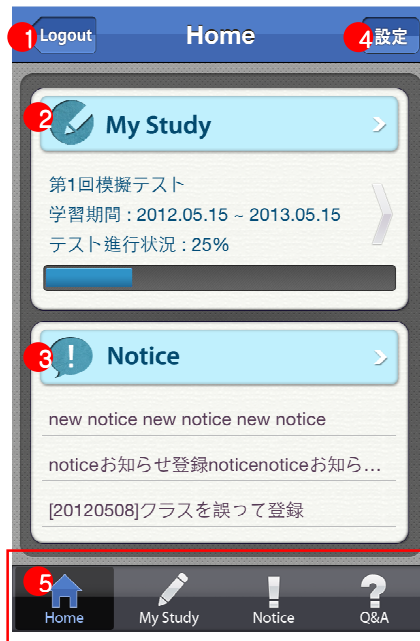 1 Logout Home 4 設定
2 My Study
第1回模擬テスト
学習期間 : 2012.05.15 ~ 2013.05.15
テスト進行状況 : 25%
3 ! Notice
new notice new notice new notice
noticeお知らせ登録noticenoticeお知ら...
[20120508]クラスを誤って登録
5 Home My Study Notice Q&A